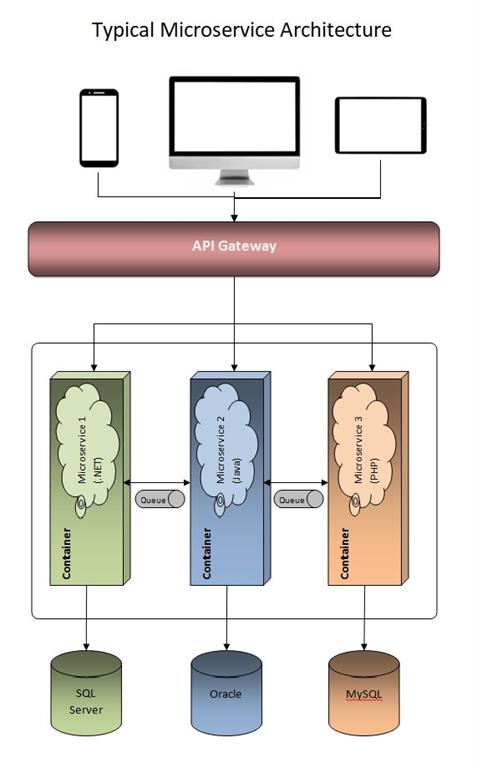 Typical Microservice Architecture
API Gateway
Microservice 1
(.NET)
Container
Queue
Microservice 2
(Java)
Container
Queue
Microservice 3
(PHP)
Container
SQL
Server
Oracle
MySQL